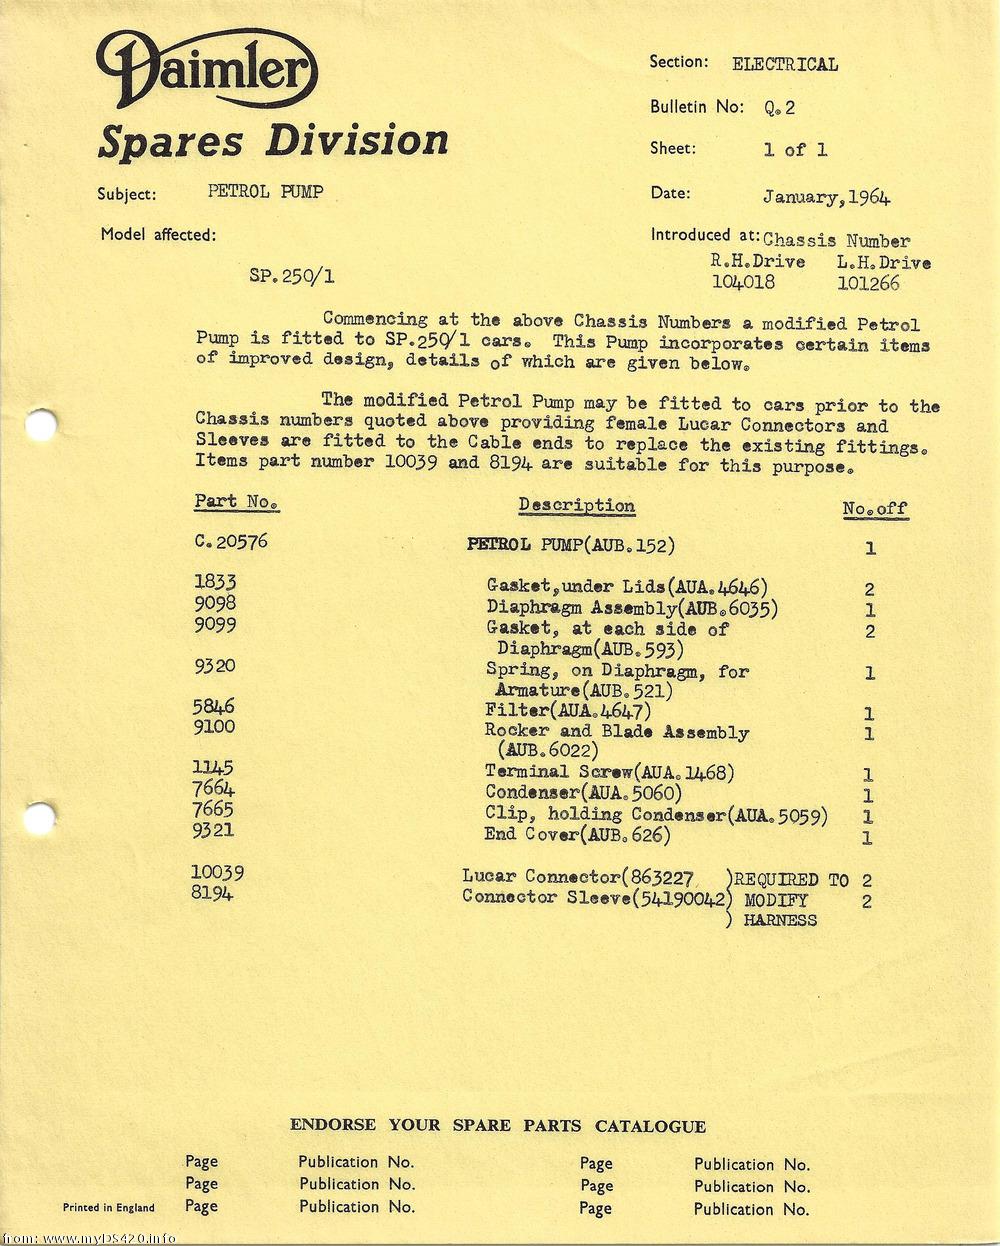 Daimler
Spares Division
Section: ELECTRICAL
Bulletin No: Q.2
Sheet: 1 of 1
Subject: PETROL PUMP
Date: January,1964
Model affected:
SP.250/1
Introduced at: Chassis Number
R.H.Drive L.H.Drive
104018 101266
Commencing at the above Chassis Numbers a modified Petrol
Pump is fitted to SP.250/1 cars. This Pump incorporates certain items
of improved design, details of which are given below.
The modified Petrol Pump may be fitted to cars prior to the
Chassis numbers quoted above providing female Lucar Connectors and
Sleeves are fitted to the Cable ends to replace the existing fittings.
Items part number 10039 and 8194 are suitable for this purpose.
Part No. Description No.off
C.20576 PETROL PUMP(AUB.152) 1
1833 Gasket,under Lids(AUA.4646) 2
9098 Diaphragm Assembly(AUB.6035) 1
9099 Gasket, at each side of 2
Diaphragm(AUB.593)
9320 Spring, on Diaphragm, for 1
Armature(AUB.521)
5846 Filter(AUA.4647) 1
9100 Rocker and Blade Assembly 1
(AUB.6022)
1145 Terminal Screw(AUA.1468) 1
7664 Condenser(AUA.5060) 1
7665 Clip, holding Condenser(AUA.5059) 1
9321 End Cover(AUB.626) 1
10039 Lucar Connector(863227 )REQUIRED TO 2
8194 Connector Sleeve(54190042) MODIFY 2
) HARNESS
ENDORSE YOUR SPARE PARTS CATALOGUE
Page Publication No. Page Publication No.
Page Publication No. Page Publication No.
Printed in England Page Publication No. Page Publication No.
from: www.myDS420.info